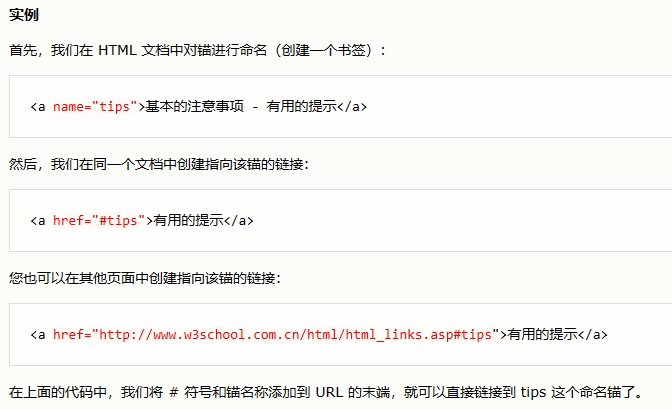 实例
首先，我们在 HTML 文档中对锚进行命名（创建一个书签）：
<a name="tips">基本的注意事项 - 有用的提示</a>
然后，我们在同一个文档中创建指向该锚的链接：
<a href="#tips">有用的提示</a>
您也可以在其他页面中创建指向该锚的链接：
<a href="http://www.w3school.com.cn/html/html_links.asp#tips">有用的提示</a>
在上面的代码中，我们将 # 符号和锚名称添加到 URL 的末端，就可以直接链接到 tips 这个命名锚了。